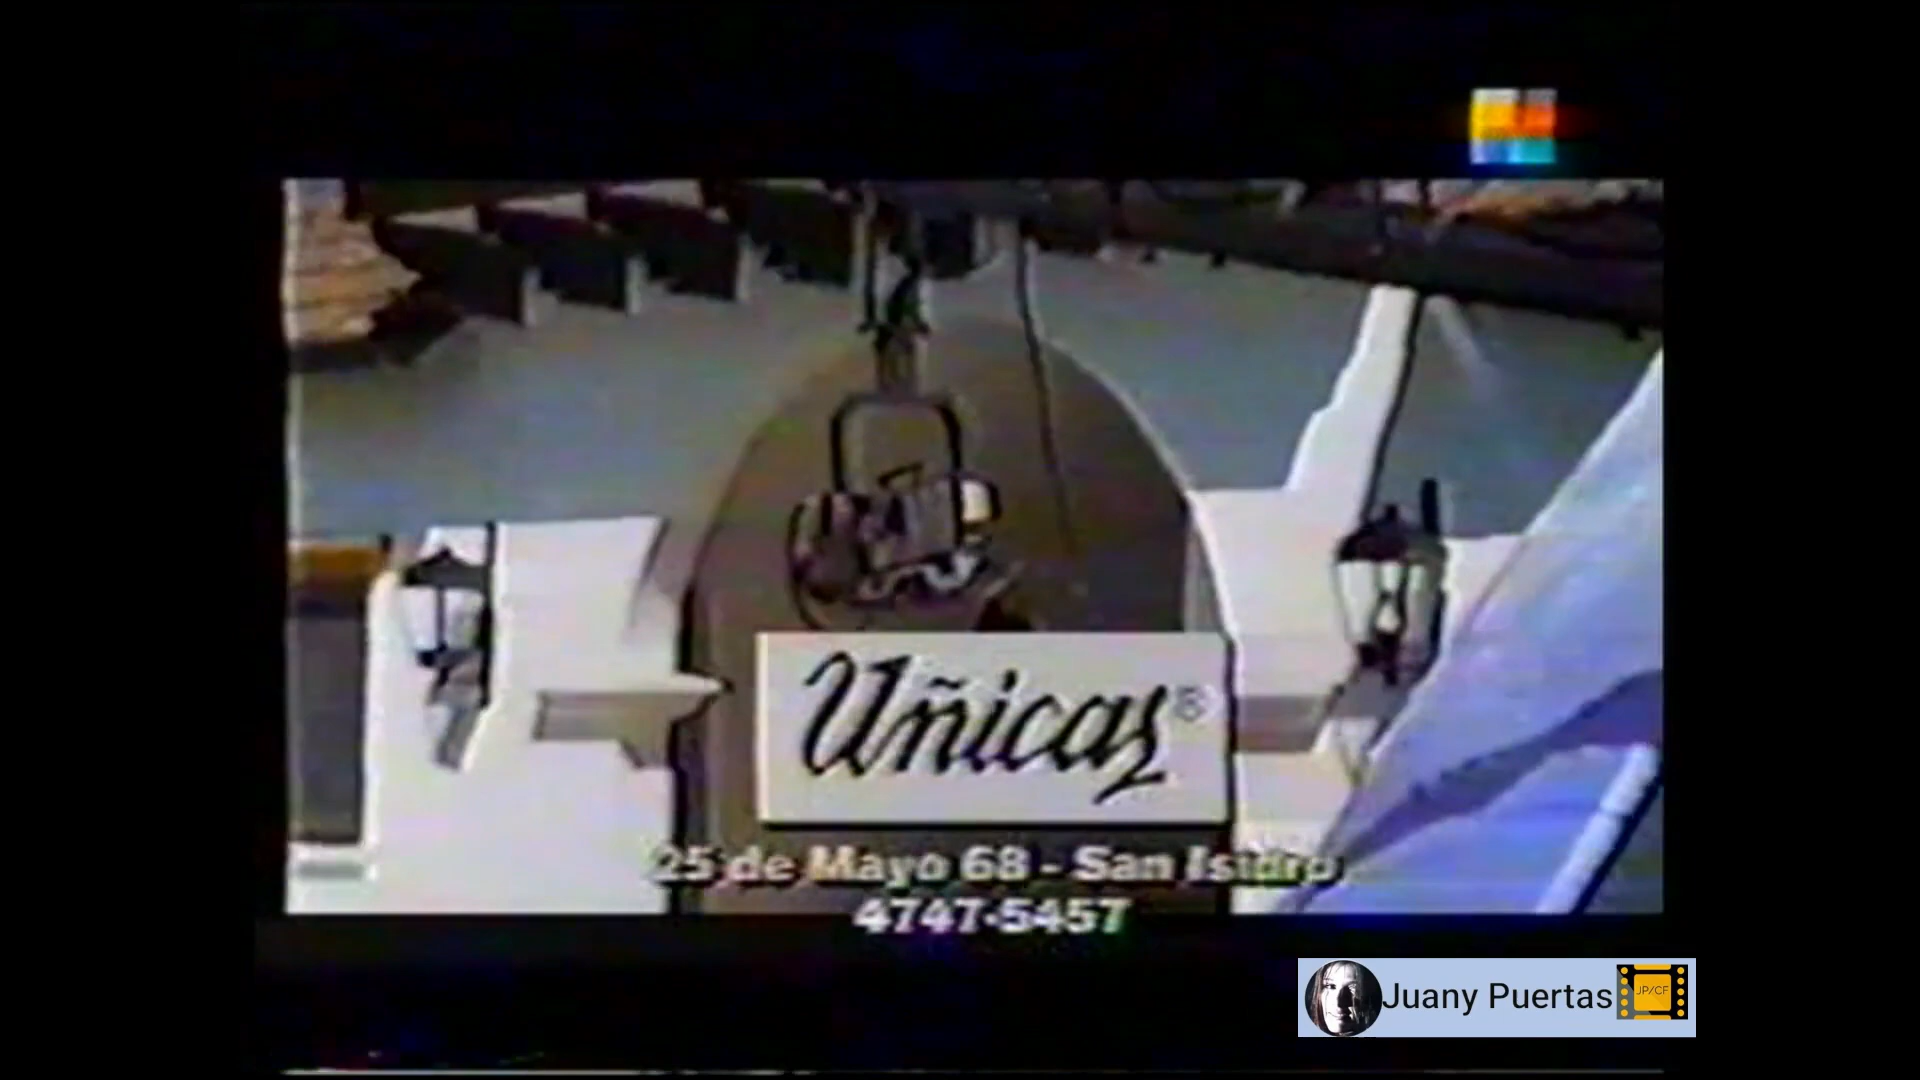 Uñicas®
25 de Mayo 68 - San Isidro
4747-5457
Juany Puertas
JP/CF